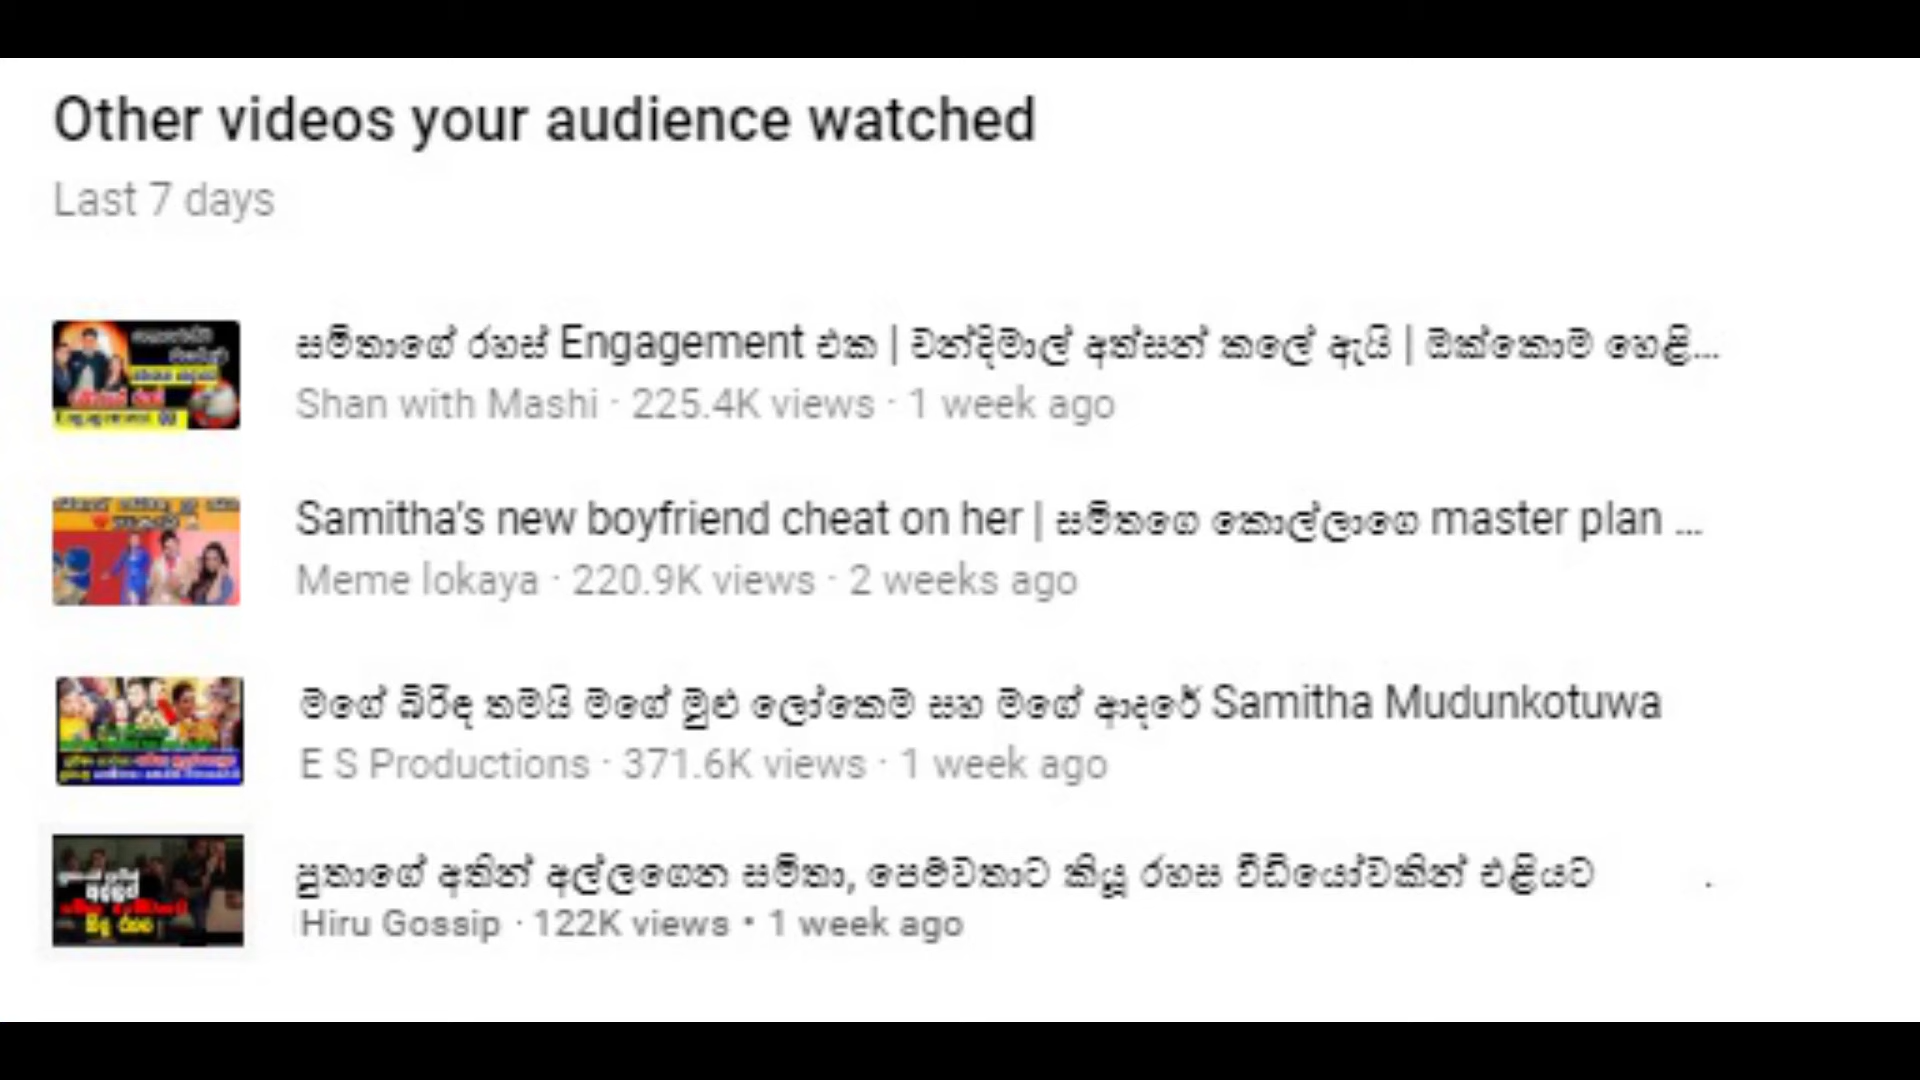 Other videos your audience watched
Last 7 days
සමිතාගේ රහස් Engagement එක | චන්දිමාල් අත්සන් කලේ ඇයි | ඔක්කොම හෙළි...
Shan with Mashi · 225.4K views · 1 week ago
Samitha's new boyfriend cheat on her | සමිතගෙ කොල්ලාගෙ master plan ...
Meme lokaya · 220.9K views · 2 weeks ago
මගේ බිරිඳ තමයි මගේ මුළු ලෝකෙම සහ මගේ ආදරේ Samitha Mudunkotuwa
E S Productions · 371.6K views · 1 week ago
පුතාගේ අතින් අල්ලගෙන සමිතා, පෙම්වතාට කියූ රහස වීඩියෝවකින් එළියට
Hiru Gossip · 122K views • 1 week ago